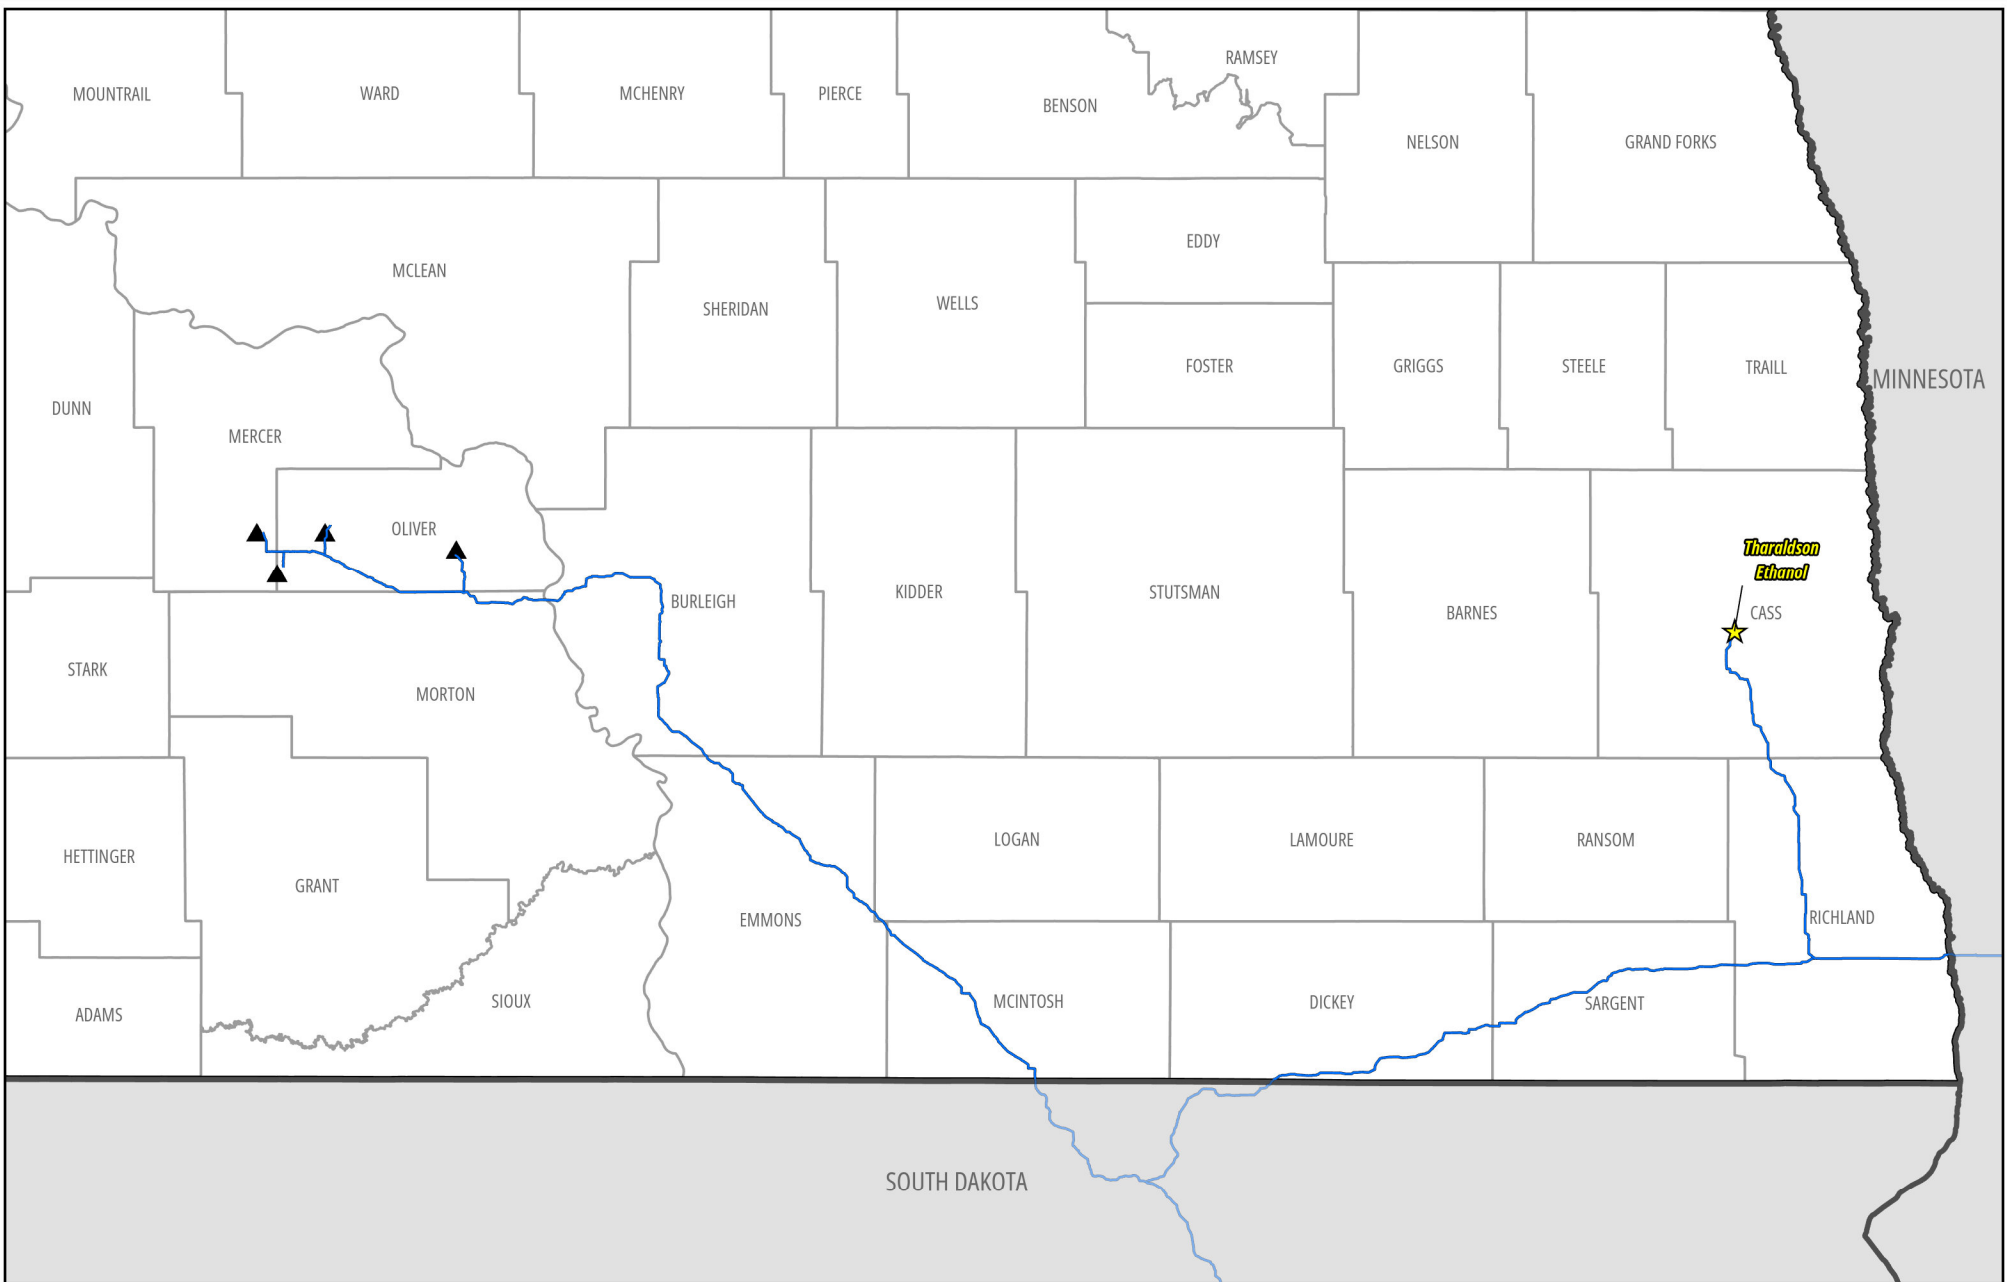 RAMSEY
MOUNTRAIL
WARD
MCHENRY
PIERCE
BENSON
NELSON
GRAND FORKS
EDDY
MCLEAN
SHERIDAN
WELLS
FOSTER
GRIGGS
STEELE
TRAILL
MINNESOTA
DUNN
MERCER
OLIVER
Tharaldson
Ethanol
KIDDER
STUTSMAN
BURLEIGH
BARNES
CASS
STARK
MORTON
LOGAN
LAMOURE
RANSOM
HETTINGER
GRANT
EMMONS
RICHLAND
SIOUX
MCINTOSH
DICKEY
SARGENT
ADAMS
SOUTH DAKOTA